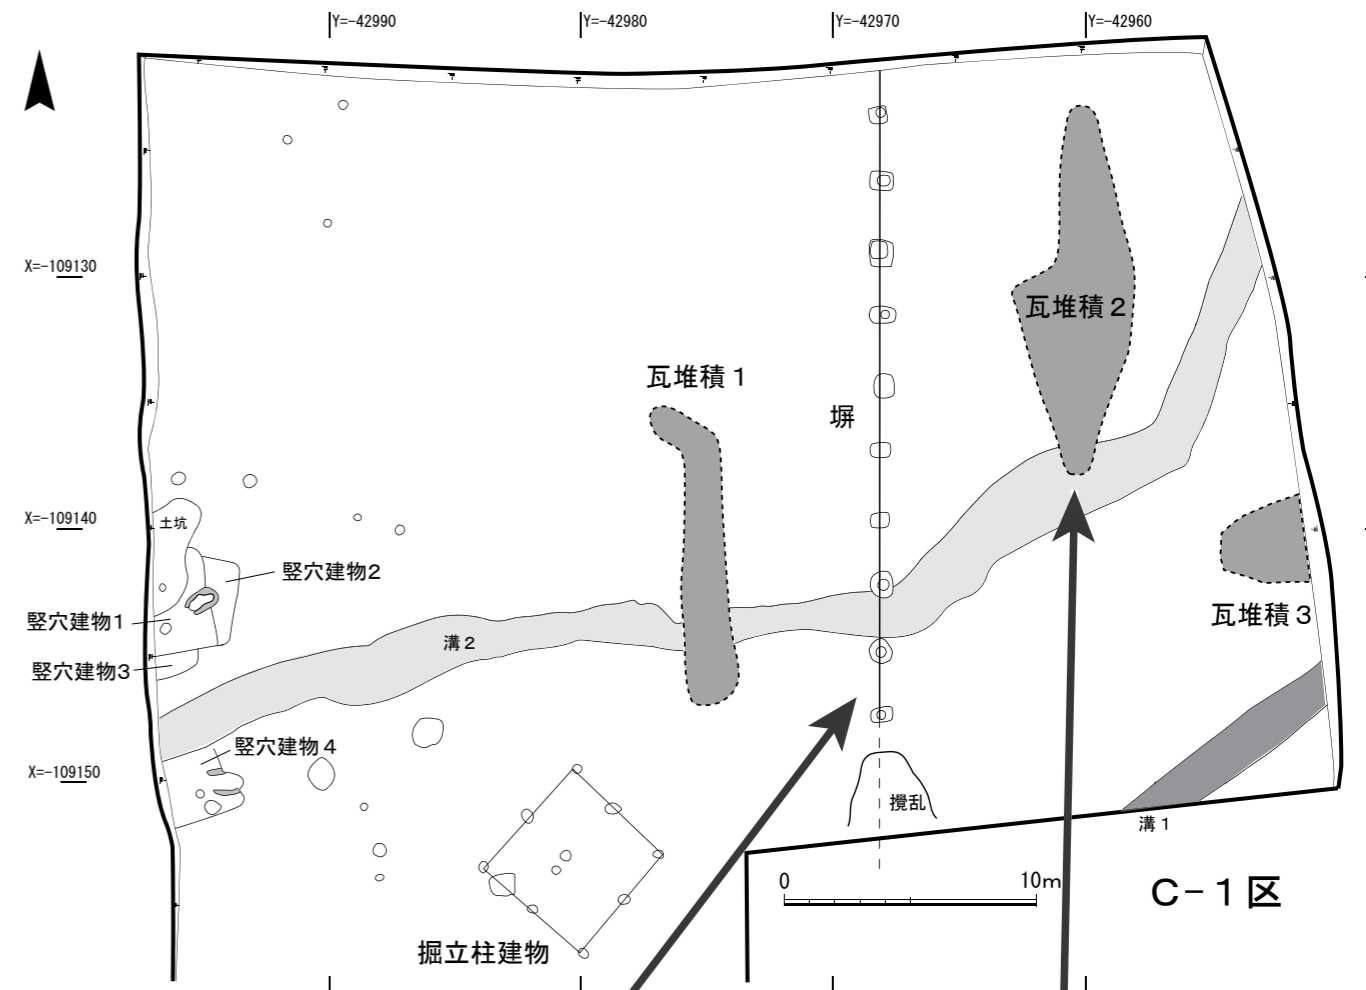 Y=-42990
Y=-42980
Y=-42970
Y=-42960
X=-109130
瓦堆積2
瓦堆積1
塀
X=-109140
土坑
竪穴建物2
竪穴建物1
瓦堆積3
溝2
竪穴建物3
竪穴建物4
X=-109150
攪乱
溝1
0
10m
C-1区
掘立柱建物